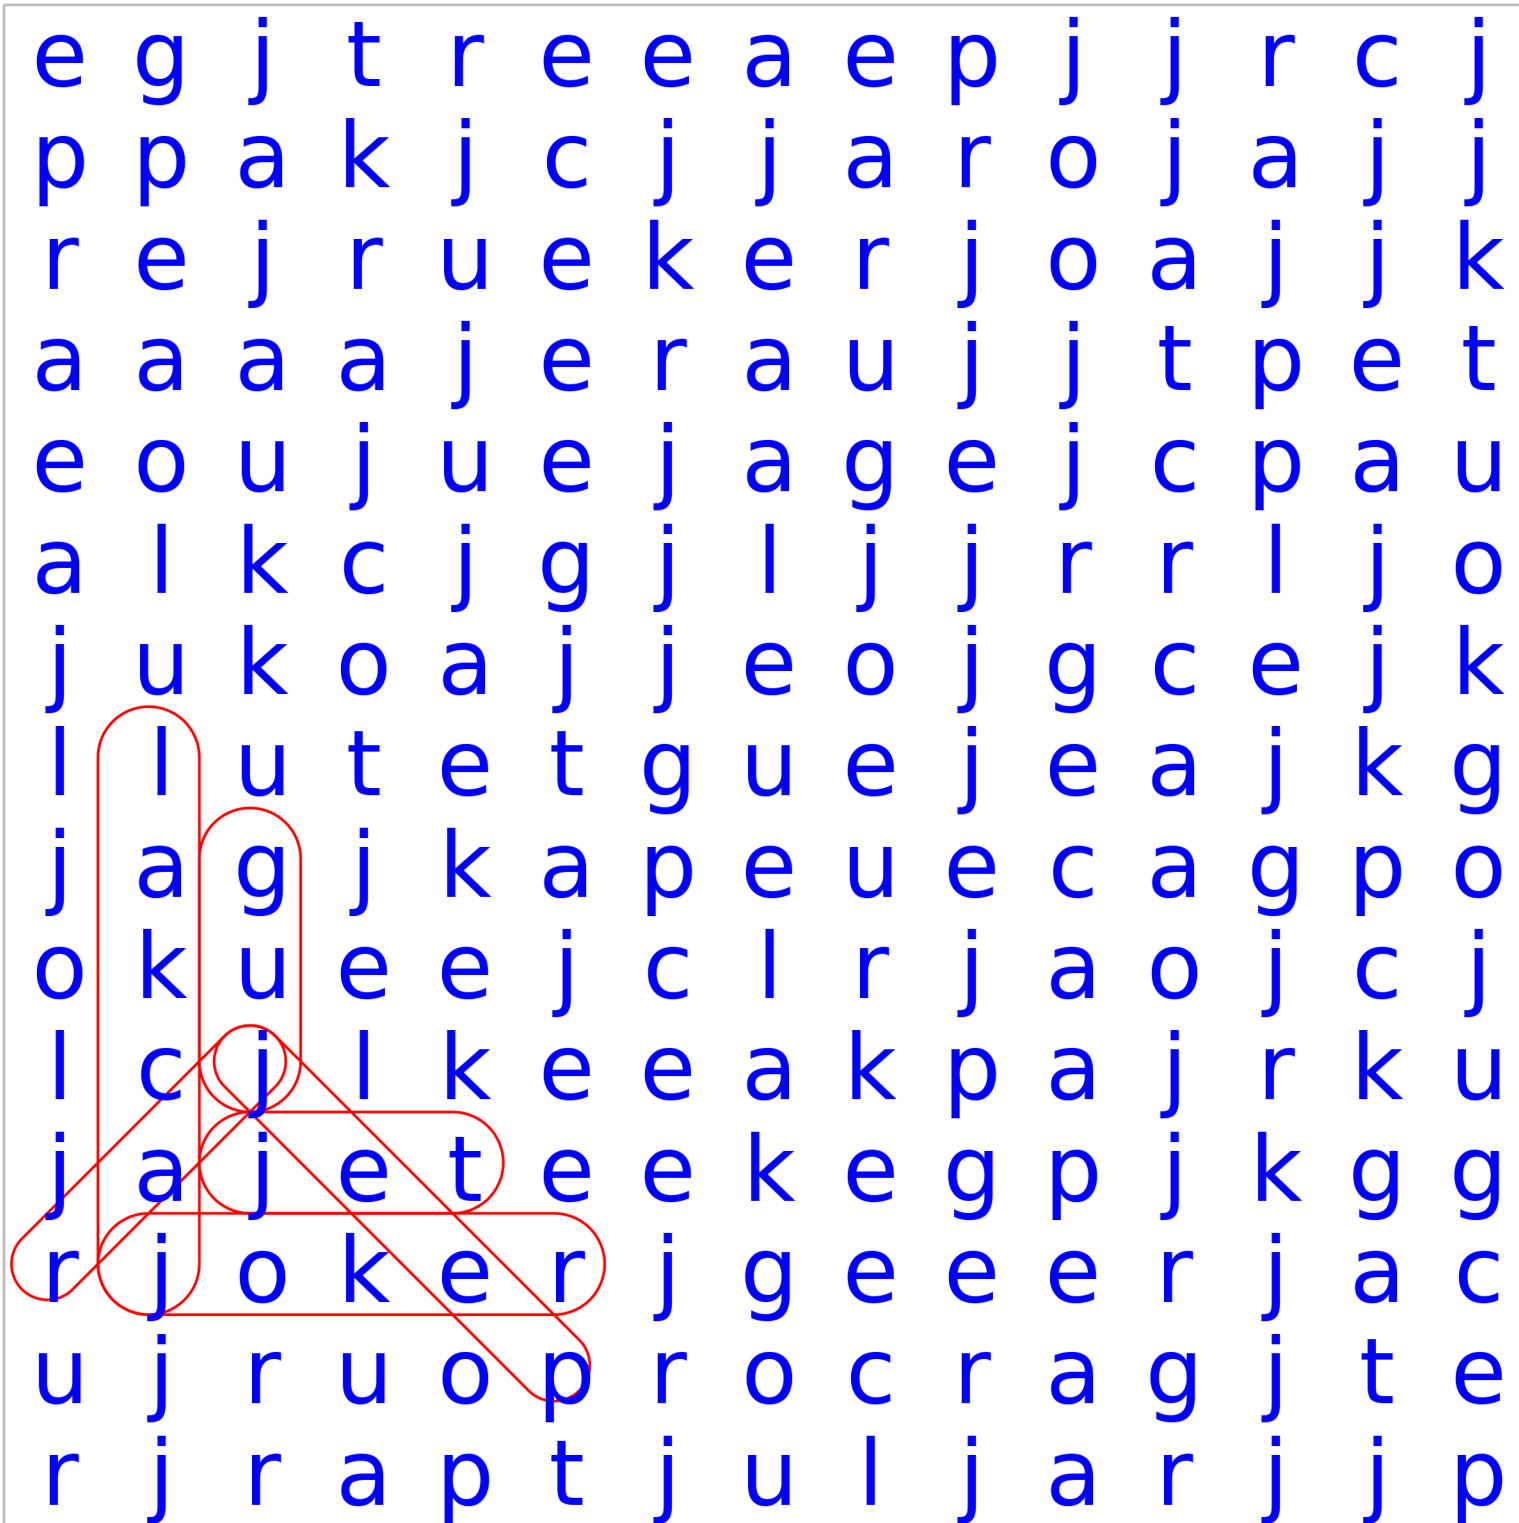 e g j t r e e a e p j j r c j
p p a k j c j j a r o j a j j
r e j r u e k e r j o a j j k
a a a a j e r a u j j t p e t
e o u j u e j a g e j c p a u
a l k c j g j l j j r r l j o
j u k o a j j e o j g c e j k
l l u t e t g u e j e a j k g
j a g j k a p e u e c a g p o
o k u e e j c l r j a o j c j
l c j l k e e a k p a j r k u
j a j e t e e k e g p j k g g
r j o k e r j g e e e r j a c
u j r u o p r o c r a g j t e
r j r a p t j u l j a r j j p